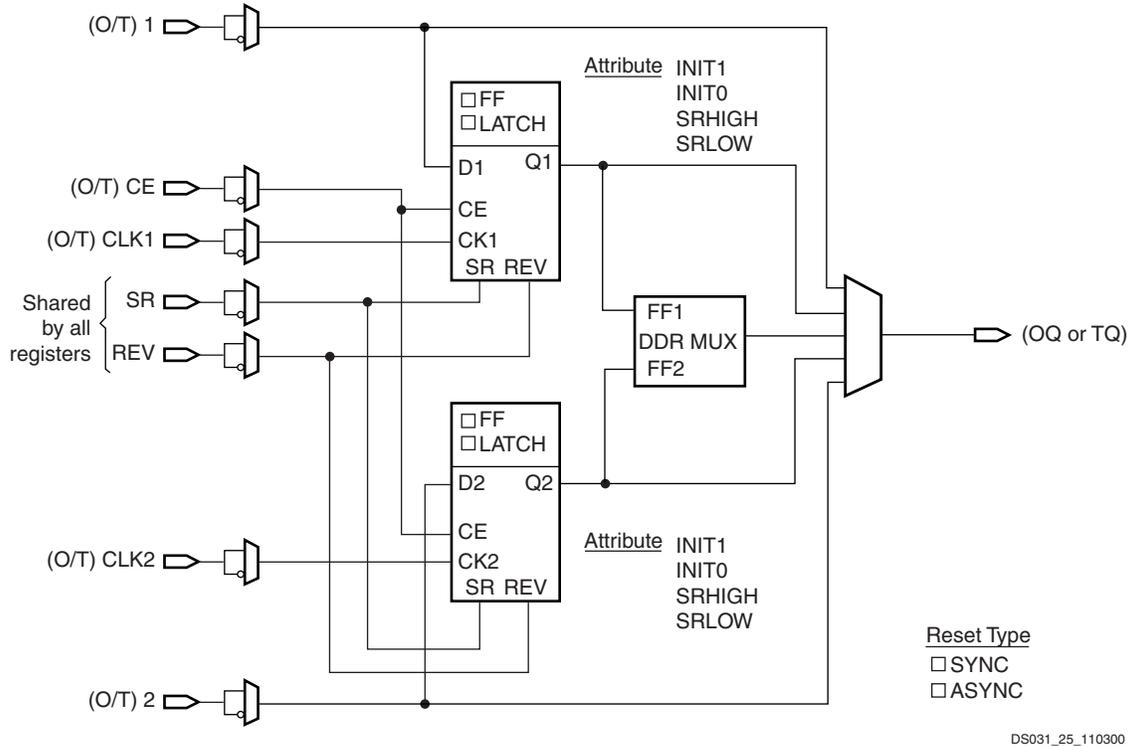 (O/T) 1
Attribute INIT1
INIT0
SRHIGH
SRLOW
FF
LATCH
D1 Q1
(O/T) CE
CE
(O/T) CLK1
CK1
SR REV
Shared
by all
registers
SR
REV
FF1
DDR MUX
FF2
(OQ or TQ)
FF
LATCH
D2 Q2
CE
(O/T) CLK2
CK2
SR REV
Attribute INIT1
INIT0
SRHIGH
SRLOW
(O/T) 2
Reset Type
SYNC
ASYNC
DS031_25_110300